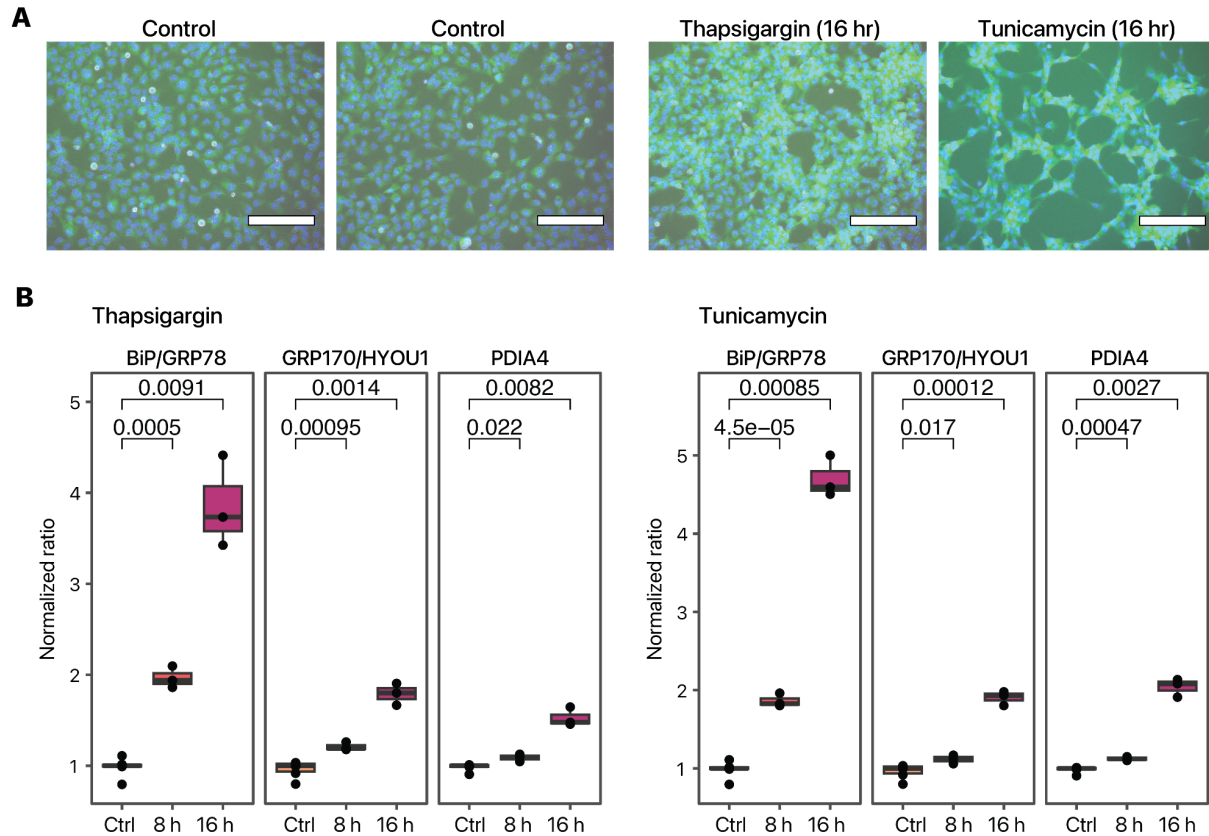 A
Control
Control
Thapsigargin (16 hr)
Tunicamycin (16 hr)
B
Thapsigargin
BiP/GRP78
GRP170/HYOU1
PDIA4
Normalized ratio
5
4
3
2
1
0.0091
0.0005
0.0014
0.00095
0.0082
0.022
Ctrl 8 h 16 h
Ctrl 8 h 16 h
Ctrl 8 h 16 h
Tunicamycin
BiP/GRP78
GRP170/HYOU1
PDIA4
Normalized ratio
5
4
3
2
1
0.00085
4.5e−05
0.00012
0.017
0.0027
0.00047
Ctrl 8 h 16 h
Ctrl 8 h 16 h
Ctrl 8 h 16 h